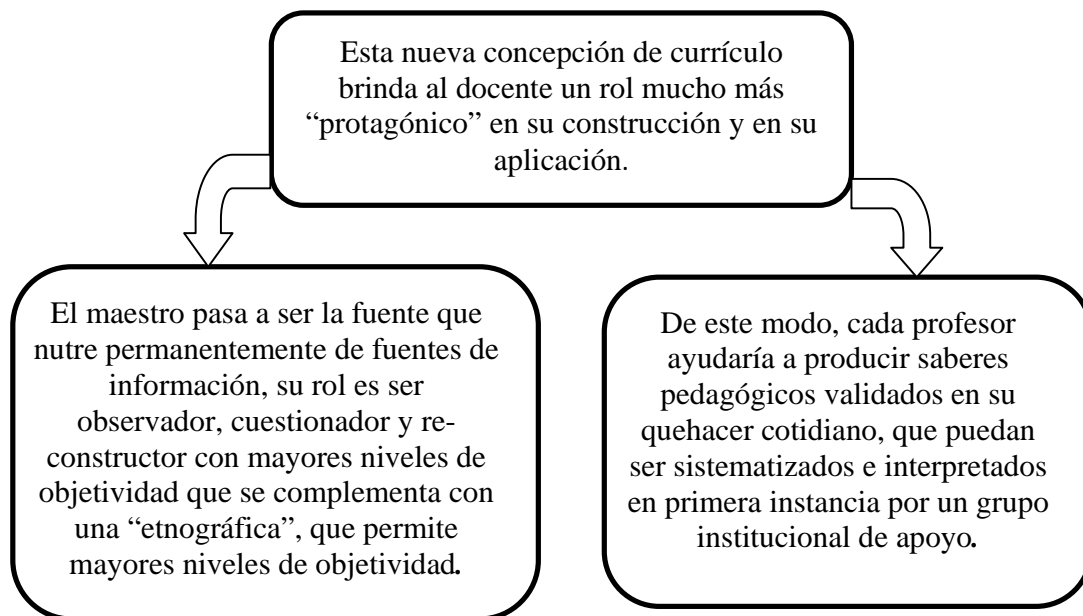 Esta nueva concepción de currículo
brinda al docente un rol mucho más
“protagónico” en su construcción y en su
aplicación.
El maestro pasa a ser la fuente que
nutre permanentemente de fuentes de
información, su rol es ser
observador, cuestionador y re-
constructor con mayores niveles de
objetividad que se complementa con
una “etnográfica”, que permite
mayores niveles de objetividad.
De este modo, cada profesor
ayudaría a producir saberes
pedagógicos validados en su
quehacer cotidiano, que puedan
ser sistematizados e interpretados
en primera instancia por un grupo
institucional de apoyo.